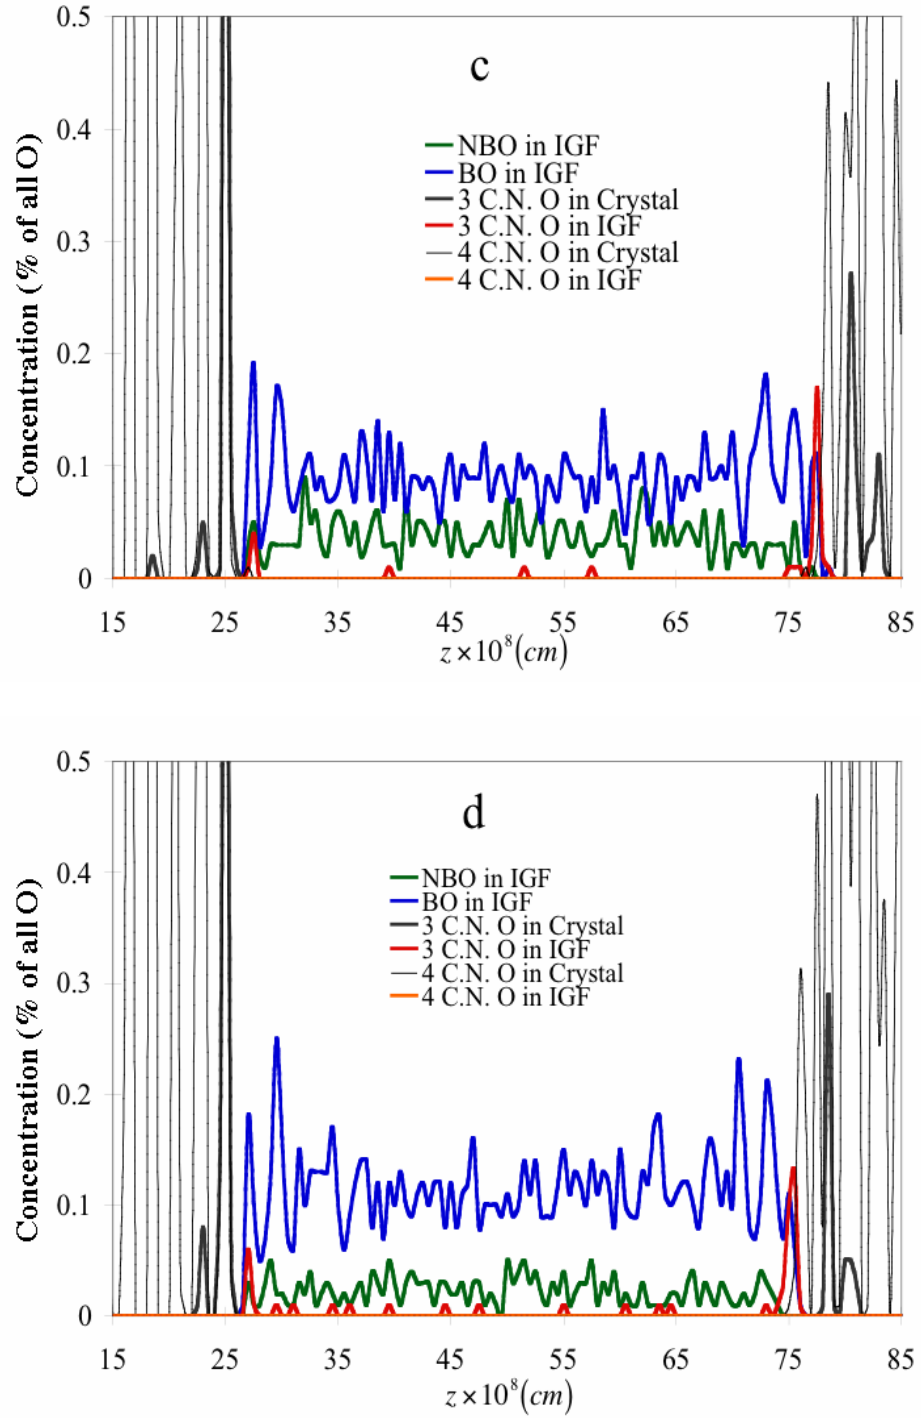 0.5
c
0.4
NBO in IGF
BO in IGF
3 C.N. O in Crystal
3 C.N. O in IGF
4 C.N. O in Crystal
4 C.N. O in IGF
0.3
0.2
0.1
0
Concentration (% of all O)
15 25 35 45 55 65 75 85
z×10⁸(cm)
0.5
d
0.4
NBO in IGF
BO in IGF
3 C.N. O in Crystal
3 C.N. O in IGF
4 C.N. O in Crystal
4 C.N. O in IGF
0.3
0.2
0.1
0
Concentration (% of all O)
15 25 35 45 55 65 75 85
z×10⁸(cm)